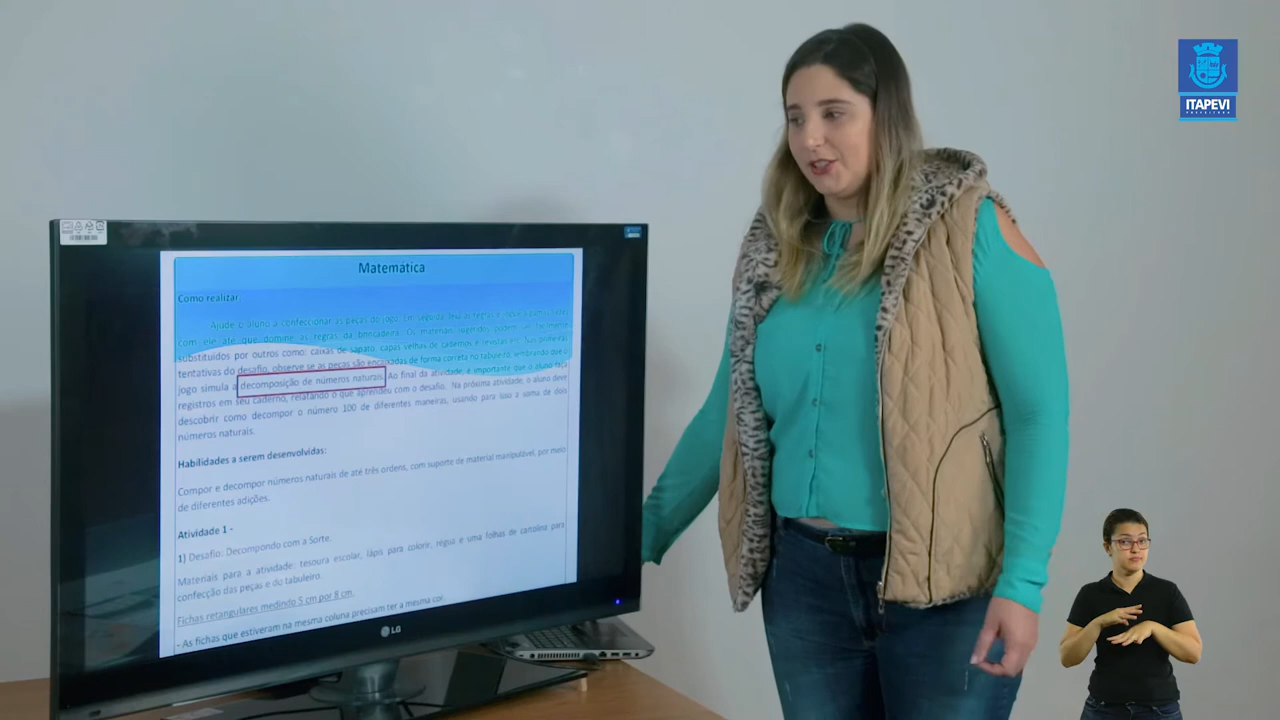 ITAPEVI
PREFEITURA
Matemática
Como realizar
Ajude o aluno a confeccionar as peças do jogo. Em seguida, leia as regras e
com ele até que domine as regras da brincadeira. Os materiais sugeridos podem ser facilmente
substituídos por outros como: caixas de sapato, capas velhas de cadernos e revistas etc. Nas primeiras
tentativas do desafio, observe se as peças são encaixadas de forma correta no tabuleiro, lembrando que o
jogo simula a decomposição de números naturais. Ao final da atividade, é importante que o aluno faça
registros em seu caderno, relatando o que aprendeu com o desafio. Na próxima atividade, o aluno deve
descobrir como decompor o número 100 de diferentes maneiras, usando para isso a soma de dois
números naturais.
Habilidades a serem desenvolvidas:
Compor e decompor números naturais de até três ordens, com suporte de material manipulável, por meio
de diferentes adições.
Atividade 1 -
1) Desafio: Decompondo com a Sorte.
Materiais para a atividade: tesoura escolar, lápis para colorir, régua e uma folhas de cartolina para
confecção das peças e do tabuleiro.
Fichas retangulares medindo 5 cm por 8 cm.
- As fichas que estiveram na mesma coluna precisam ter a mesma cor.
LG